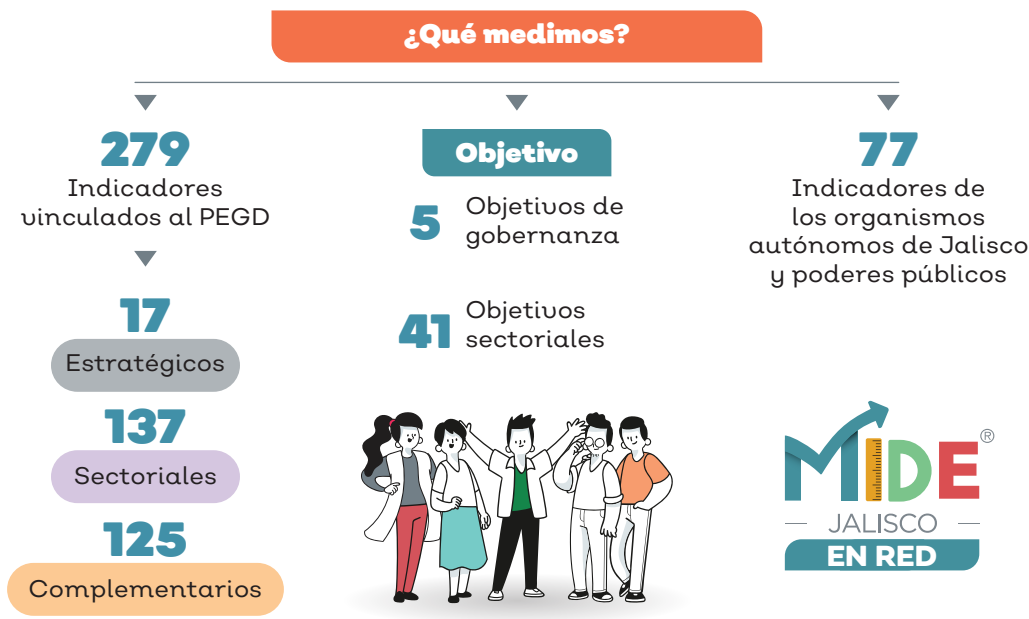 ¿Qué medimos?
279
Indicadores
vinculados al PEGD
17
Estratégicos
137
Sectoriales
125
Complementarios
Objetivo
5
Objetivos de
gobernanza
41
Objetivos
sectoriales
77
Indicadores de
los organismos
autónomos de Jalisco
y poderes públicos
MIDE®
JALISCO
EN RED